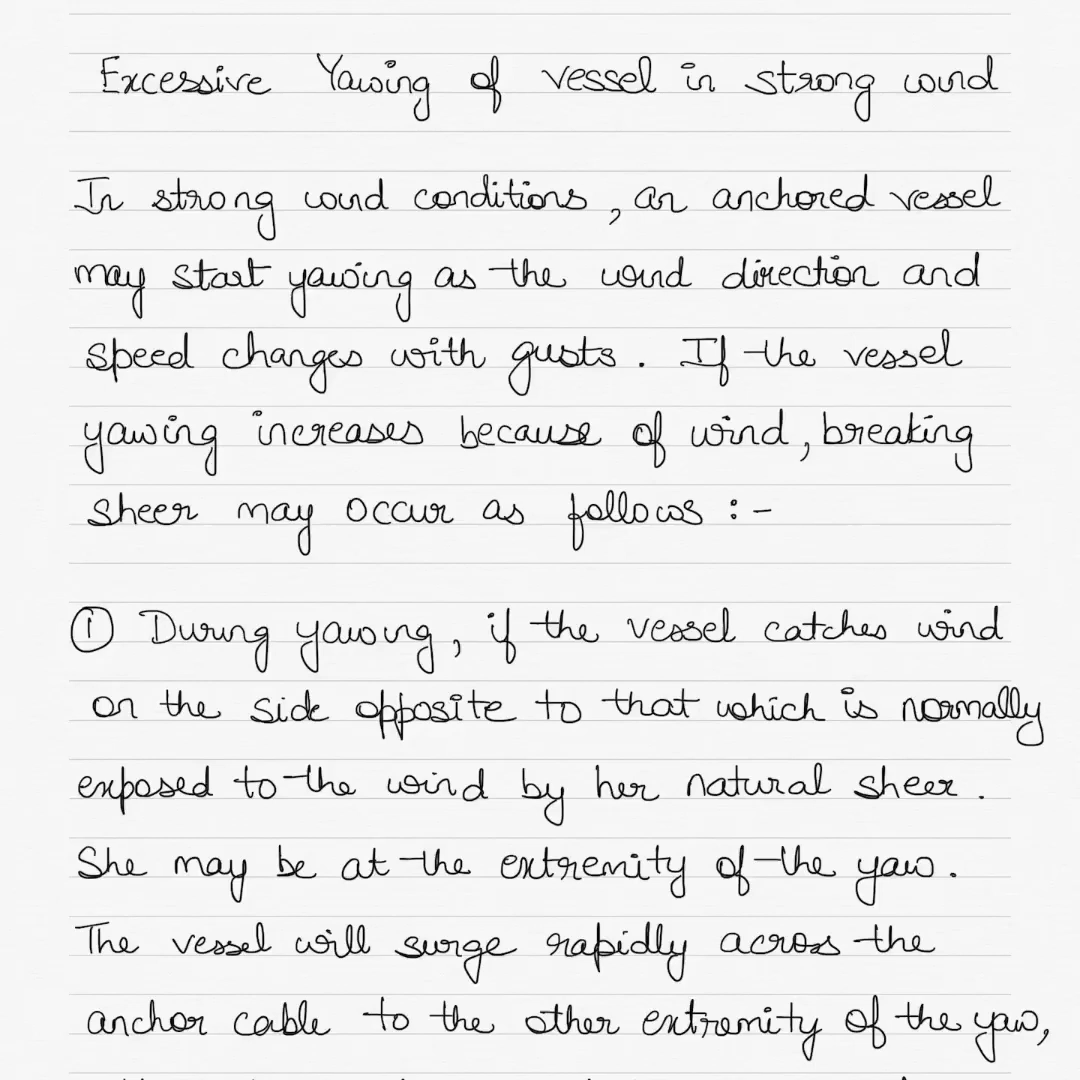 Excessive Yawing of vessel in strong wind
In strong wind conditions, an anchored vessel
may start yawing as the wind direction and
speed changes with gusts. If the vessel
yawing increases because of wind, breaking
sheer may occur as follows :-
① During yawing, if the vessel catches wind
on the side opposite to that which is normally
exposed to the wind by her natural sheer.
She may be at the extremity of the yaw.
The vessel will surge rapidly across the
anchor cable to the other extremity of the yaw,